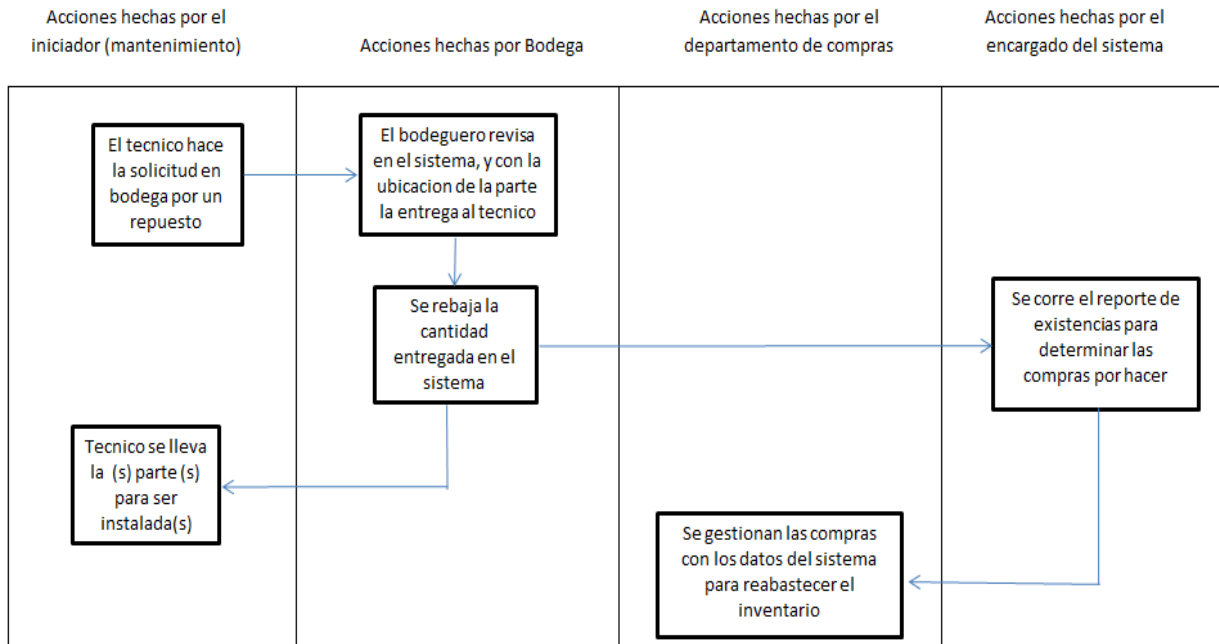 Acciones hechas por el
iniciador (mantenimiento)
Acciones hechas por Bodega
Acciones hechas por el
departamento de compras
Acciones hechas por el
encargado del sistema
El tecnico hace
la solicitud en
bodega por un
repuesto
El bodeguero revisa
en el sistema, y con la
ubicacion de la parte
la entrega al tecnico
Se rebaja la
cantidad
entregada en el
sistema
Se corre el reporte de
existencias para
determinar las
compras por hacer
Tecnico se lleva
la (s) parte (s)
para ser
instalada(s)
Se gestionan las compras
con los datos del sistema
para reabastecer el
inventario